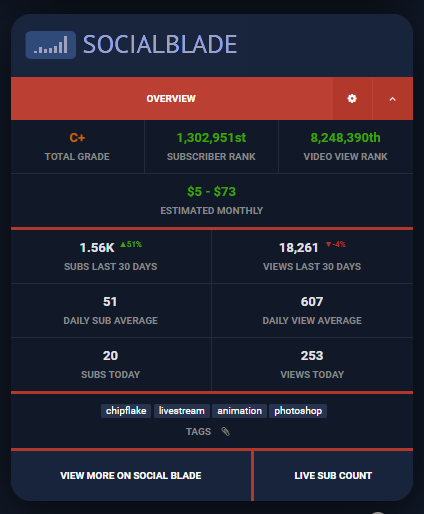 SOCIALBLADE
OVERVIEW
C+ 1,302,951st 8,248,390th
TOTAL GRADE SUBSCRIBER RANK VIDEO VIEW RANK
$5 - $73
ESTIMATED MONTHLY
1.56K ▲51% 18,261 ▼-4%
SUBS LAST 30 DAYS VIEWS LAST 30 DAYS
51 607
DAILY SUB AVERAGE DAILY VIEW AVERAGE
20 253
SUBS TODAY VIEWS TODAY
chipflake livestream animation photoshop
TAGS
VIEW MORE ON SOCIAL BLADE LIVE SUB COUNT